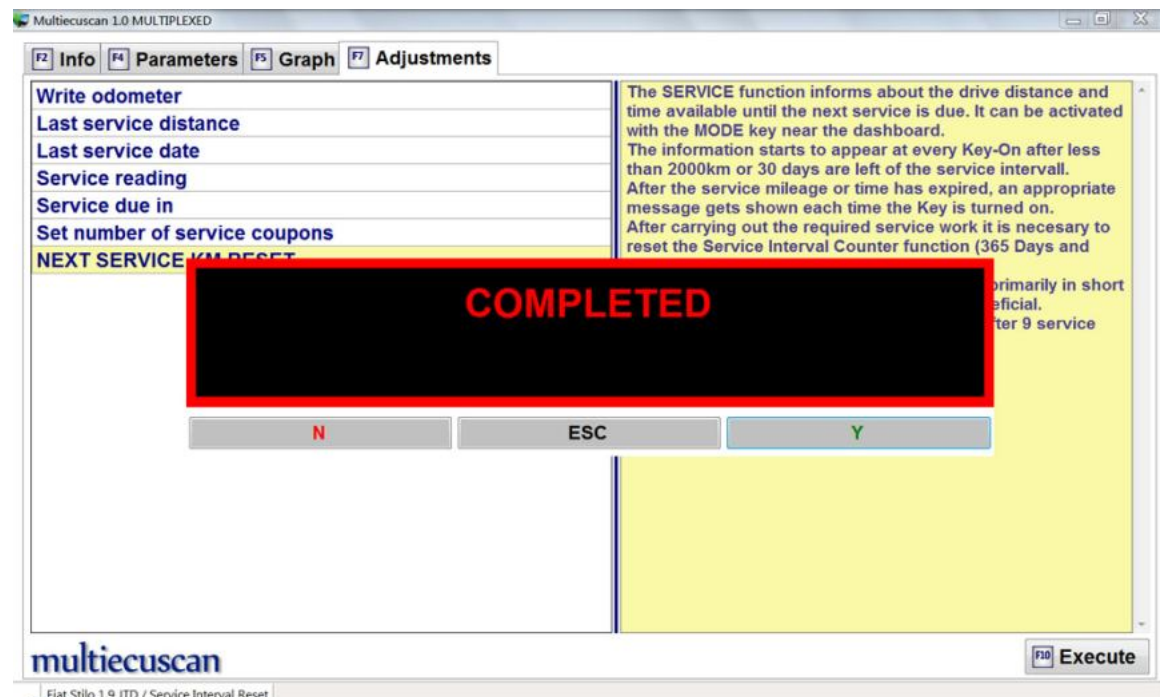 Multiecuscan 1.0 MULTIPLEXED
F2 Info F4 Parameters F5 Graph F7 Adjustments
Write odometer
Last service distance
Last service date
Service reading
Service due in
Set number of service coupons
NEXT SERVICE KM RESET
The SERVICE function informs about the drive distance and
time available until the next service is due. It can be activated
with the MODE key near the dashboard.
The information starts to appear at every Key-On after less
than 2000km or 30 days are left of the service intervall.
After the service mileage or time has expired, an appropriate
message gets shown each time the Key is turned on.
After carrying out the required service work it is necesary to
reset the Service Interval Counter function (365 Days and
primarily in short
eficial.
fter 9 service
COMPLETED
N ESC Y
multiecuscan
F10 Execute
Fiat Stilo 1.9 JTD / Service Interval Reset